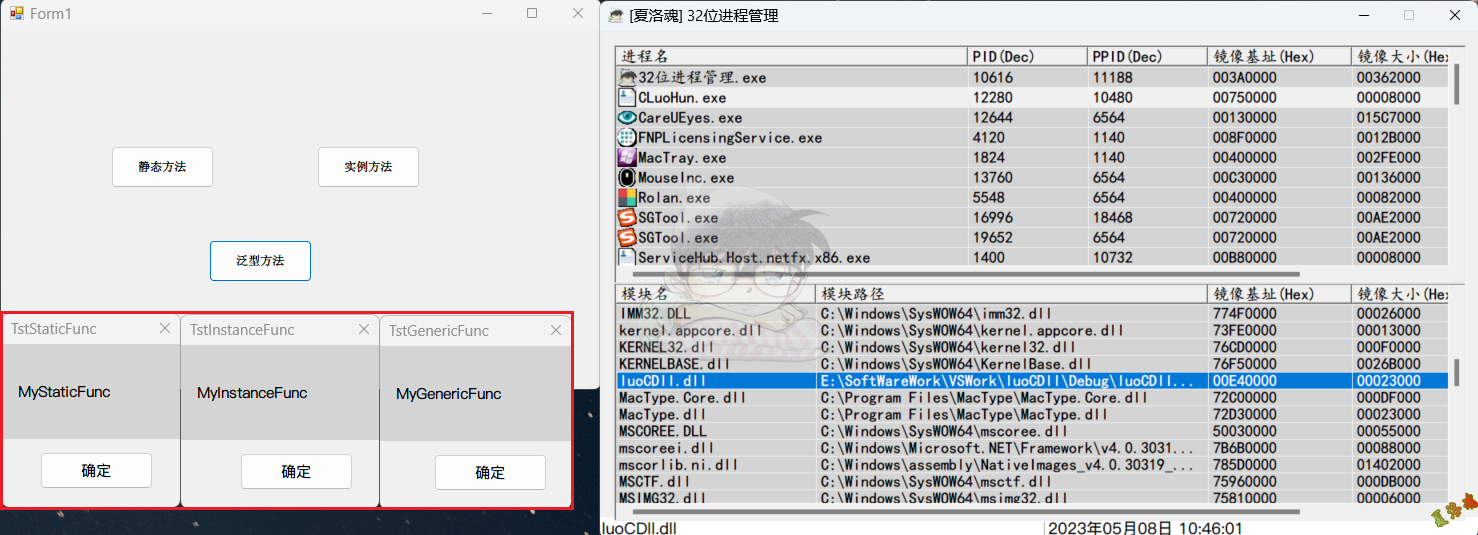 Form1
静态方法
实例方法
泛型方法
TstStaticFunc
MyStaticFunc
确定
TstInstanceFunc
MyInstanceFunc
确定
TstGenericFunc
MyGenericFunc
确定
[夏洛魂] 32位进程管理
进程名 PID(Dec) PPID(Dec) 镜像基址(Hex) 镜像大小(Hex
32位进程管理.exe 10616 11188 003A0000 00362000
CLuoHun.exe 12280 10480 00750000 00008000
CareUEyes.exe 12644 6564 00130000 015C7000
FNPLicensingService.exe 4120 1140 008F0000 0012B000
MacTray.exe 1824 1140 00400000 002FE000
MouseInc.exe 13760 6564 00C30000 00136000
Rolan.exe 5548 6564 00400000 00082000
SGTool.exe 16996 18468 00720000 00AE2000
SGTool.exe 19652 6564 00720000 00AE2000
ServiceHub.Host.netfx.x86.exe 1400 10732 00B80000 00008000
模块名 模块路径 镜像基址(Hex) 镜像大小(Hex
IMM32.DLL C:\Windows\SysWOW64\imm32.dll 774F0000 00026000
kernel.appcore.dll C:\Windows\SysWOW64\kernel.appcore.dll 73FE0000 00013000
KERNEL32.dll C:\Windows\SysWOW64\kernel32.dll 76CD0000 000F0000
KERNELBASE.dll C:\Windows\SysWOW64\KernelBase.dll 76F50000 0026B000
luoCDll.dll E:\SoftWareWork\VSWork\luoCDll\Debug\luoCDll... 00E40000 00023000
MacType.Core.dll C:\Program Files\MacType\MacType.Core.dll 72C00000 000DF000
MacType.dll C:\Program Files\MacType\MacType.dll 72D30000 00023000
MSCOREE.DLL C:\Windows\SysWOW64\mscoree.dll 50030000 00055000
mscoreei.dll C:\Windows\Microsoft.NET\Framework\v4.0.3031... 7B6B0000 00088000
mscorlib.ni.dll C:\Windows\assembly\NativeImages_v4.0.30319_... 785D0000 01402000
MSCTF.dll C:\Windows\SysWOW64\msctf.dll 75960000 000DB000
MSIMG32.dll C:\Windows\SysWOW64\msimg32.dll 75810000 00006000
luoCDll.dll 2023年05月08日 10:46:01